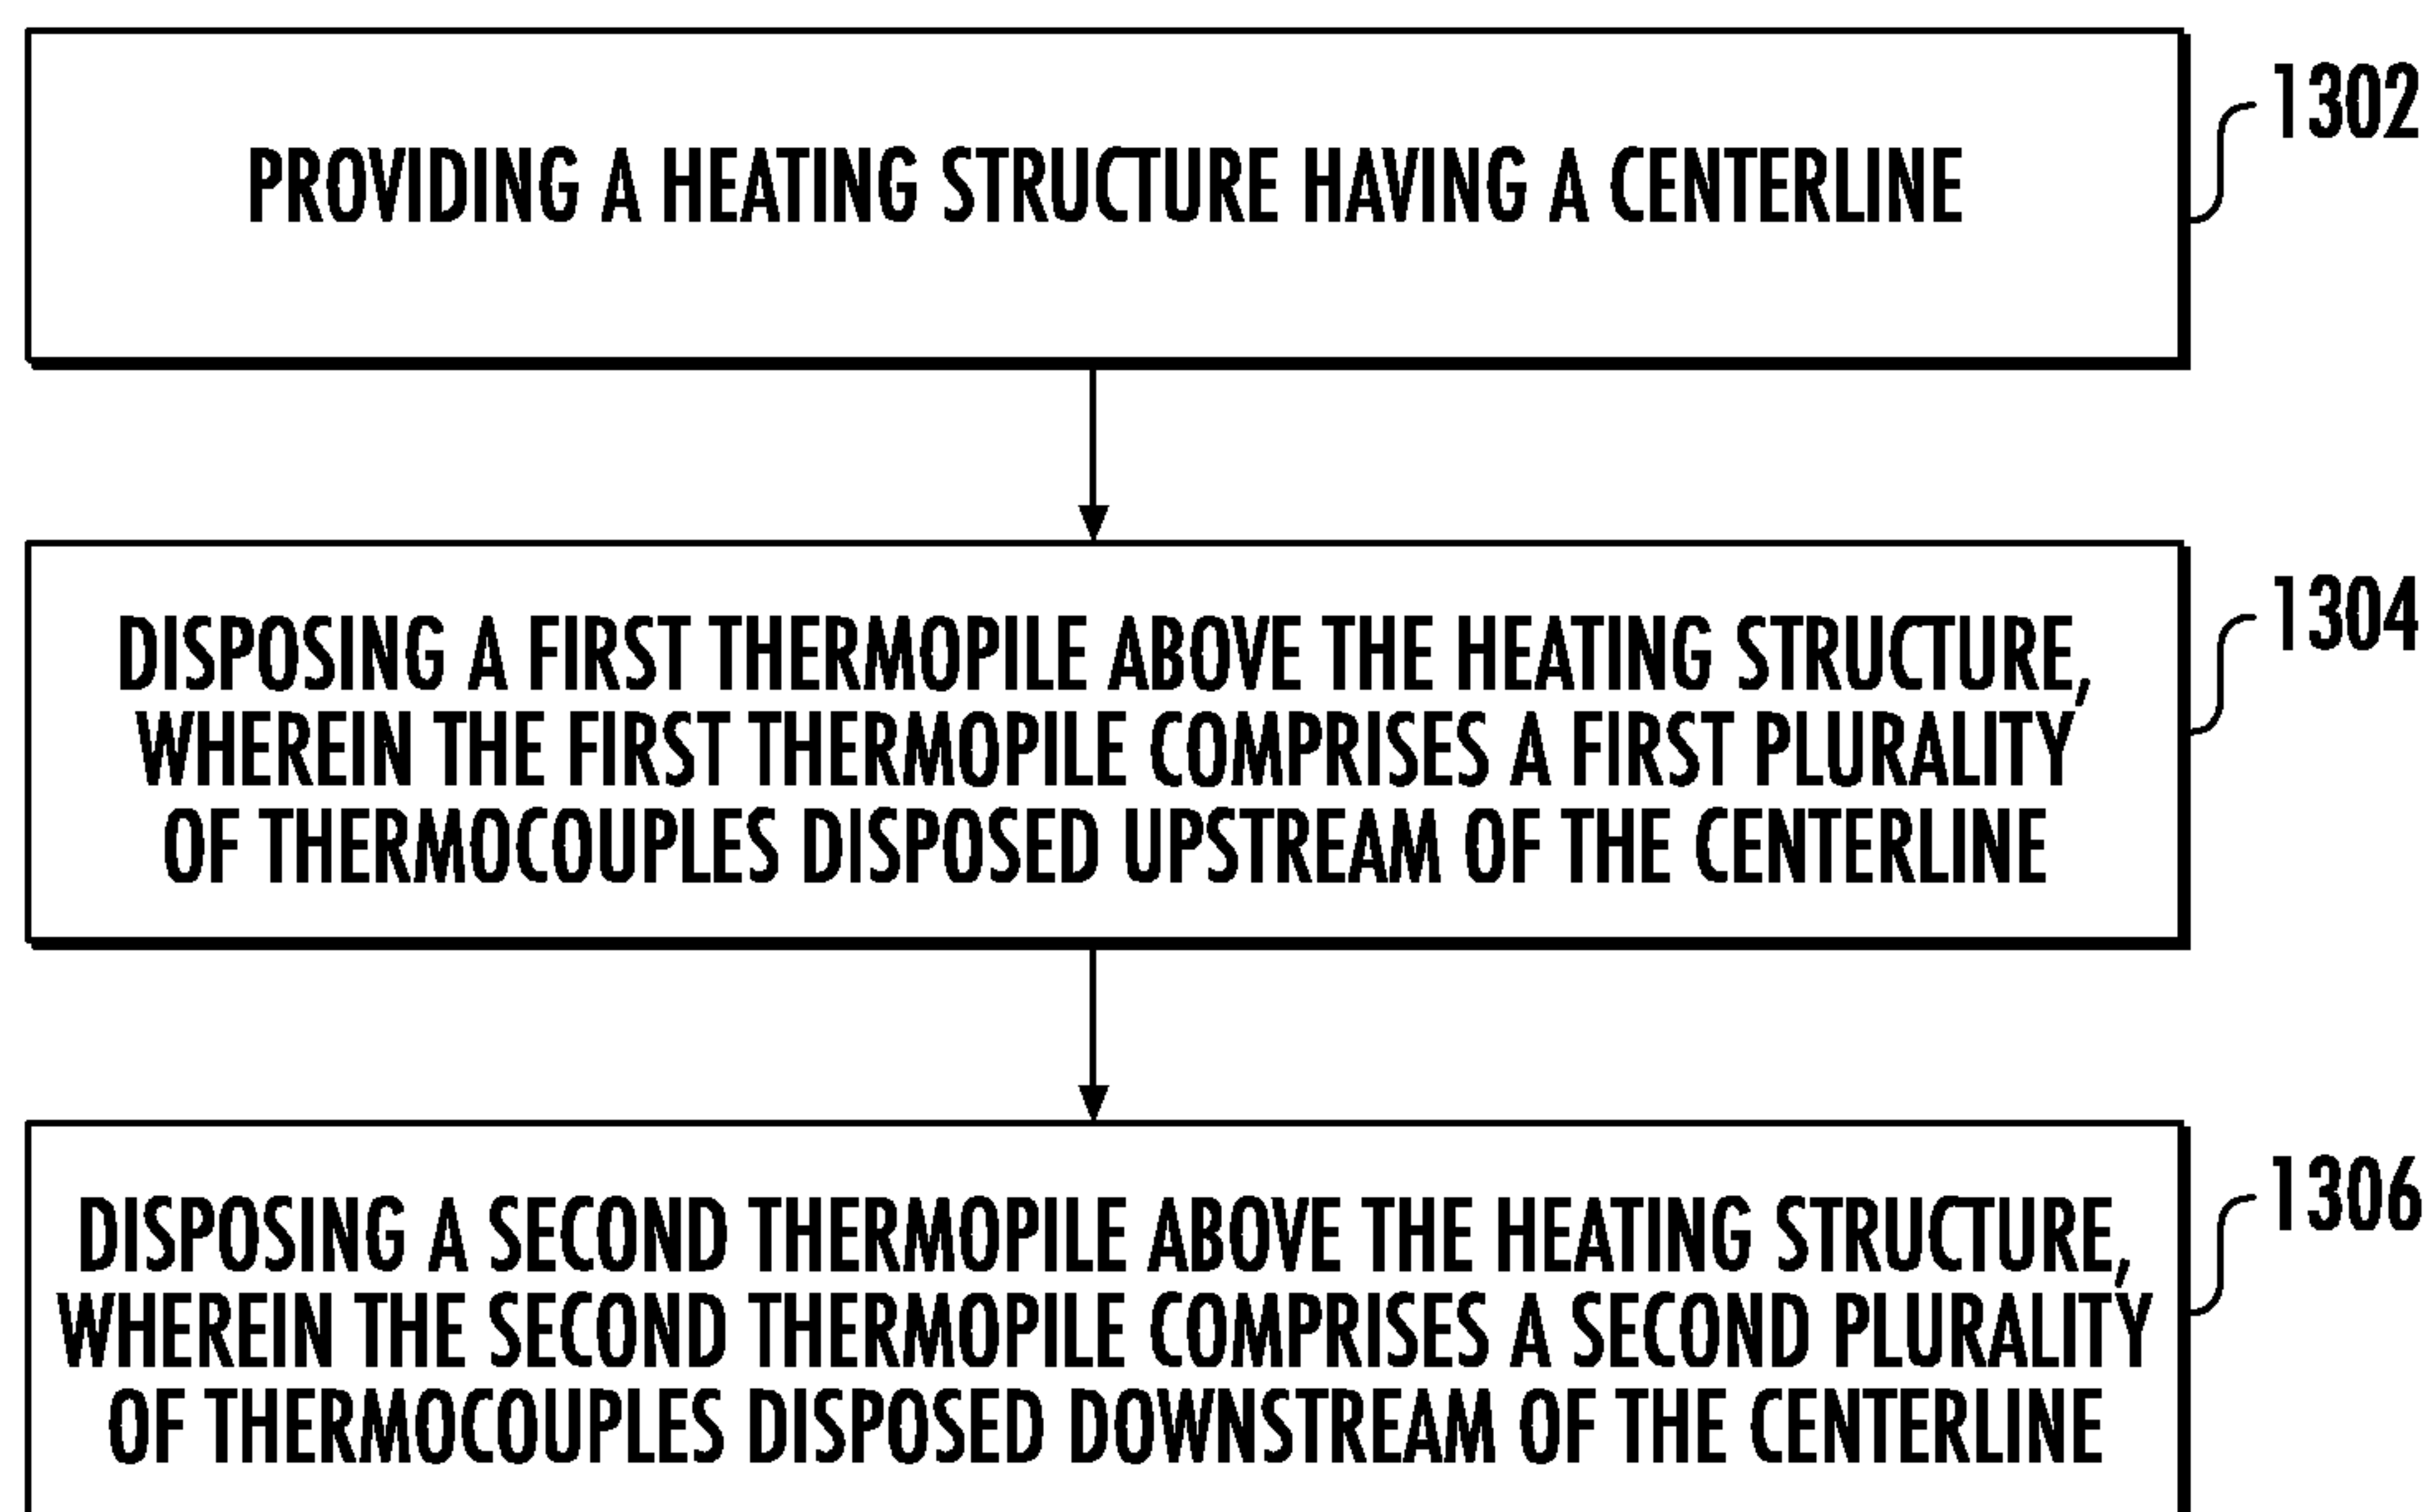 1302
PROVIDING A HEATING STRUCTURE HAVING A CENTERLINE
1304
DISPOSING A FIRST THERMOPILE ABOVE THE HEATING STRUCTURE,
WHEREIN THE FIRST THERMOPILE COMPRISES A FIRST PLURALITY
OF THERMOCOUPLES DISPOSED UPSTREAM OF THE CENTERLINE
1306
DISPOSING A SECOND THERMOPILE ABOVE THE HEATING STRUCTURE,
WHEREIN THE SECOND THERMOPILE COMPRISES A SECOND PLURALITY
OF THERMOCOUPLES DISPOSED DOWNSTREAM OF THE CENTERLINE